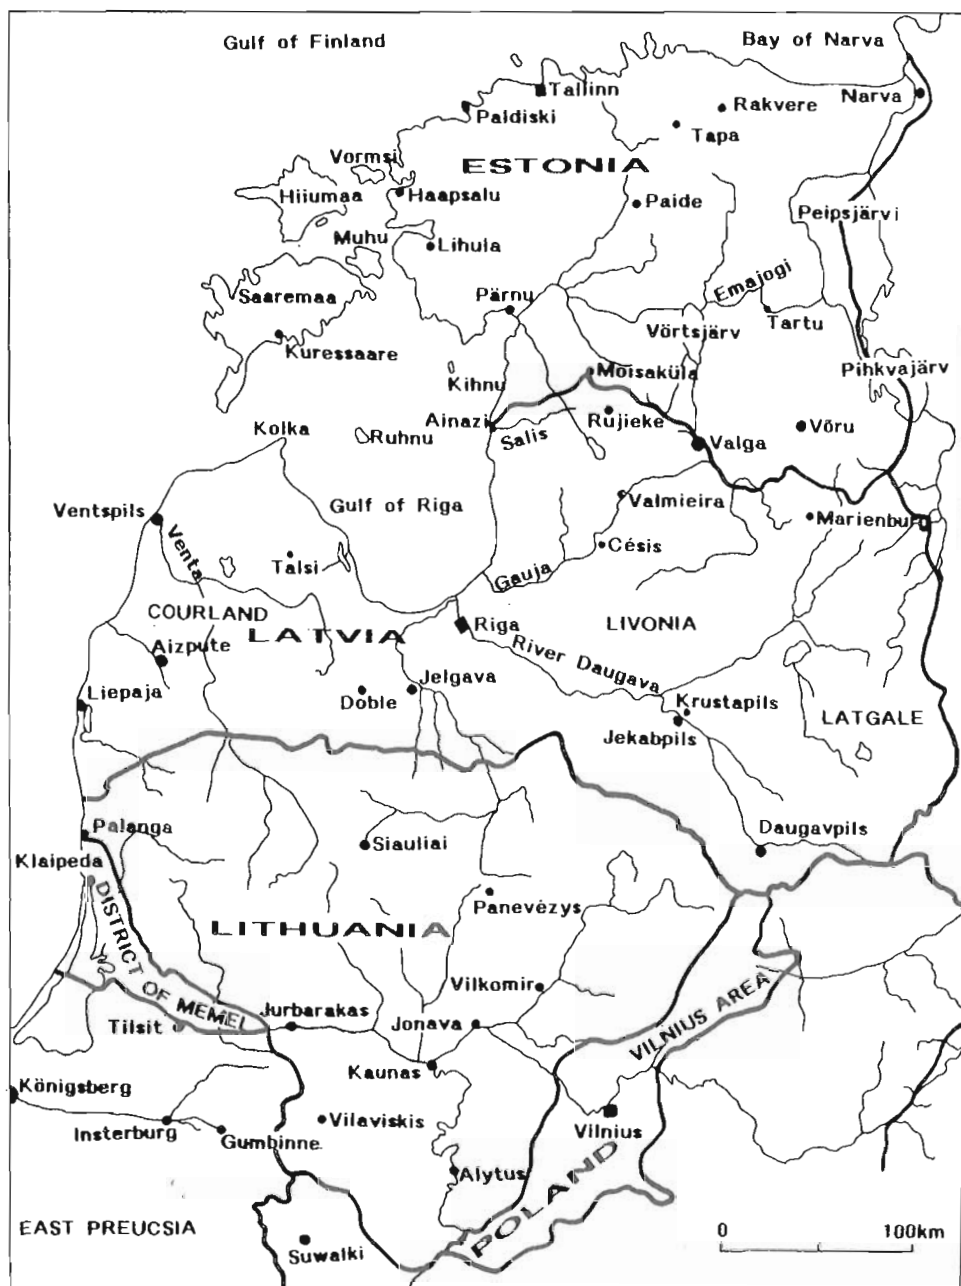 Gulf of Finland
Bay of Narva
Tallinn
Narva
Paldiski
Rakvere
Tapa
Vormsi
ESTONIA
Hiiumaa
Haapsalu
Paide
Peipsjärvi
Muhu
Lihula
Emajogi
Saaremaa
Pärnu
Tartu
Vörtsjärv
Kuressaare
Moisaküla
Pihkvajärv
Kihnu
Ainazi
Rüjieke
Võru
Kolka
Ruhnu
Salis
Valga
Gulf of Riga
Valmieira
Ventspils
Marienburg
Venta
Talsi
Césis
Gauja
COURLAND
LATVIA
Riga
LIVONIA
Aizpute
River Daugava
Liepaja
Doble
Jelgava
Krustapils
LATGALE
Jekabpils
Palanga
Siauliai
Daugavpils
Klaipeda
Panevézys
LITHUANIA
DISTRICT OF MEMEL
Vilkomir
VILNIUS AREA
Tilsit
Jurbarakas
Jonava
Kaunas
Königsberg
Vilaviskis
Vilnius
Insterburg
Gumbinne
Alytus
POLAND
EAST PREUCSIA
Suwalki
0 100km